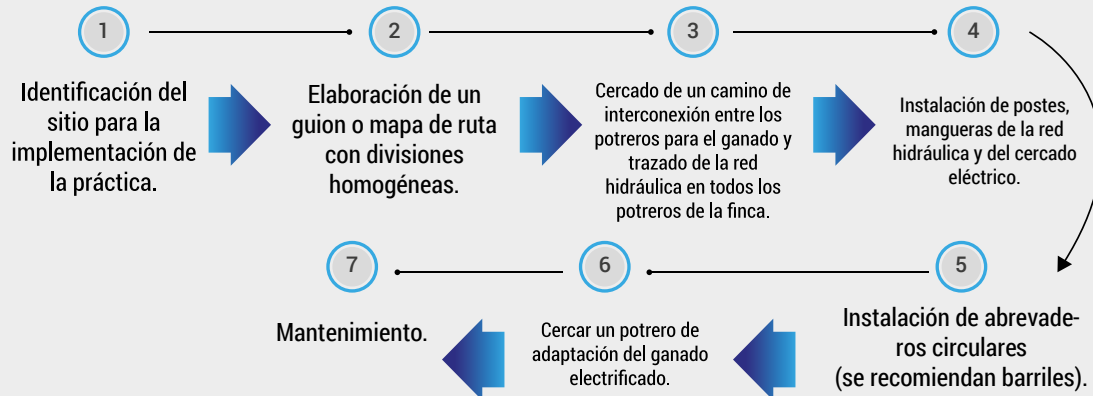 1
2
3
4
Identificación del
sitio para la
implementación de
la práctica.
Elaboración de un
guion o mapa de ruta
con divisiones
homogéneas.
Cercado de un camino de
interconexión entre los
potreros para el ganado y
trazado de la red
hidráulica en todos los
potreros de la finca.
Instalación de postes,
mangueras de la red
hidráulica y del cercado
eléctrico.
5
Instalación de abrevade-
ros circulares
(se recomiendan barriles).
6
Cercar un potrero de
adaptación del ganado
electrificado.
7
Mantenimiento.